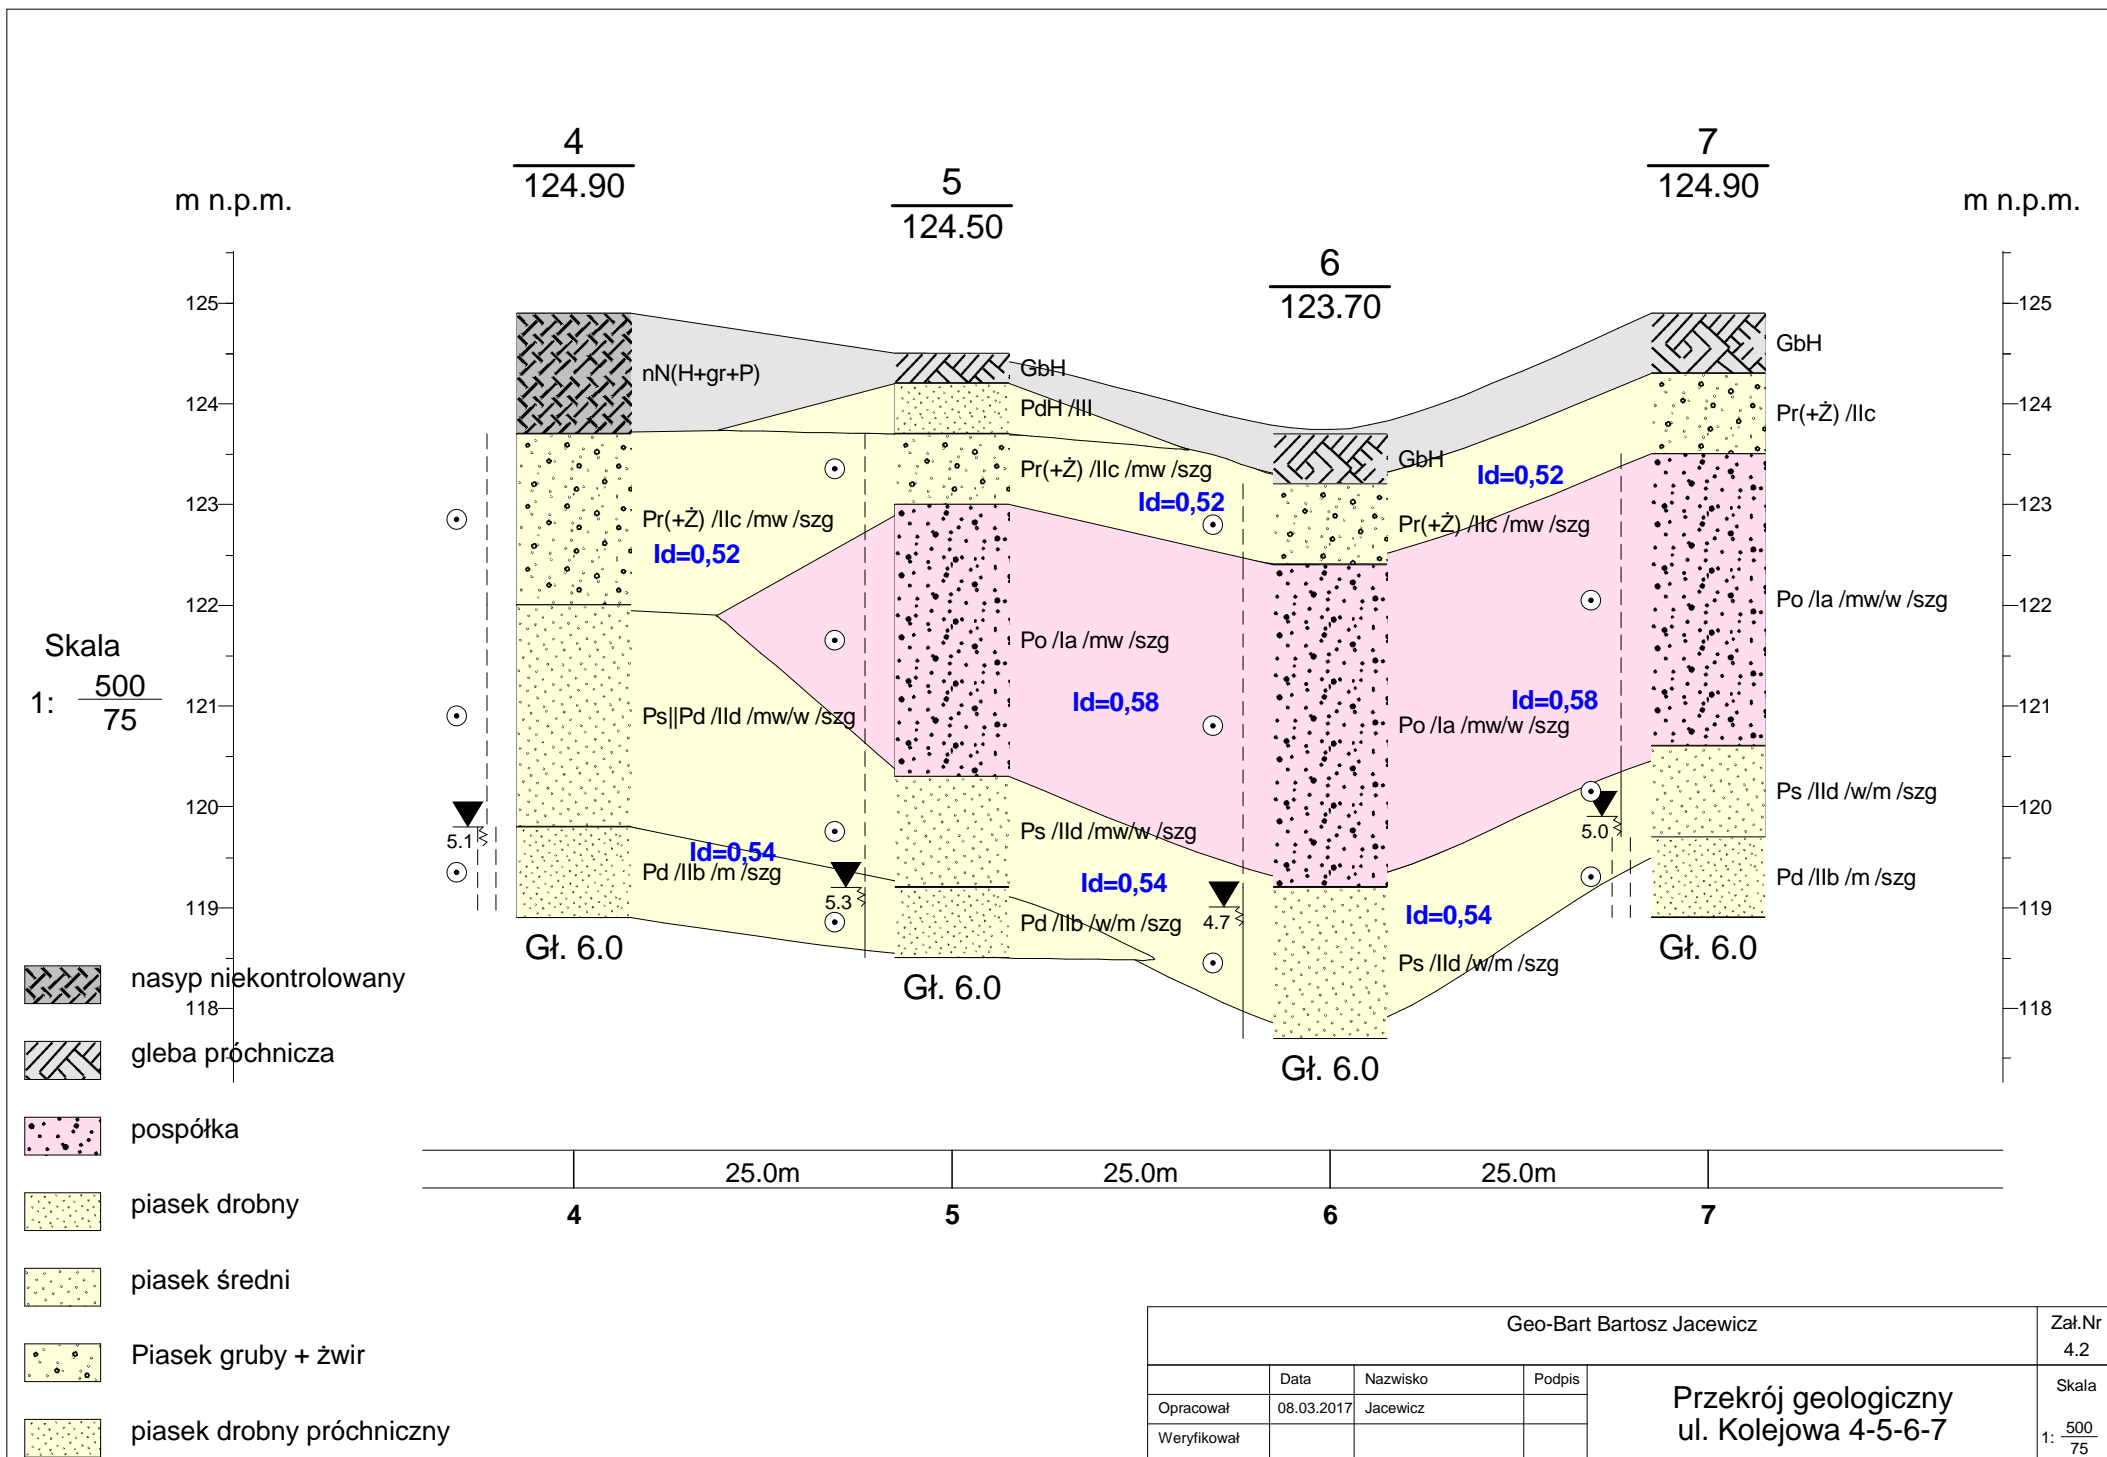 4
124.90
5
124.50
6
123.70
7
124.90
m n.p.m.
m n.p.m.
125
124
123
122
121
120
119
118
125
124
123
122
121
120
119
118
Skala
1: 500
75
nN(H+gr+P)
Pr(+Ż) /IIc /mw /szg
Id=0,52
Ps||Pd /IId /mw/w /szg
5.1
Id=0,54
Pd /IIb /m /szg
Gł. 6.0
GbH
PdH /III
Pr(+Ż) /IIc /mw /szg
Id=0,52
Po /Ia /mw /szg
Id=0,58
Ps /IId /mw/w /szg
Id=0,54
5.3
Pd /IIb /w/m /szg
Gł. 6.0
GbH
Id=0,52
Pr(+Ż) /IIc /mw /szg
Id=0,58
Po /Ia /mw/w /szg
4.7
Id=0,54
Ps /IId /w/m /szg
Gł. 6.0
GbH
Pr(+Ż) /IIc
Po /Ia /mw/w /szg
Ps /IId /w/m /szg
5.0
Pd /IIb /m /szg
Gł. 6.0
nasyp niekontrolowany
gleba próchnicza
pospółka
piasek drobny
piasek średni
Piasek gruby + żwir
piasek drobny próchniczny
25.0m 25.0m 25.0m
4 5 6 7
Geo-Bart Bartosz Jacewicz
Zał.Nr
4.2
Data Nazwisko Podpis
Opracował 08.03.2017 Jacewicz
Weryfikował
Przekrój geologiczny
ul. Kolejowa 4-5-6-7
Skala
1: 500
75